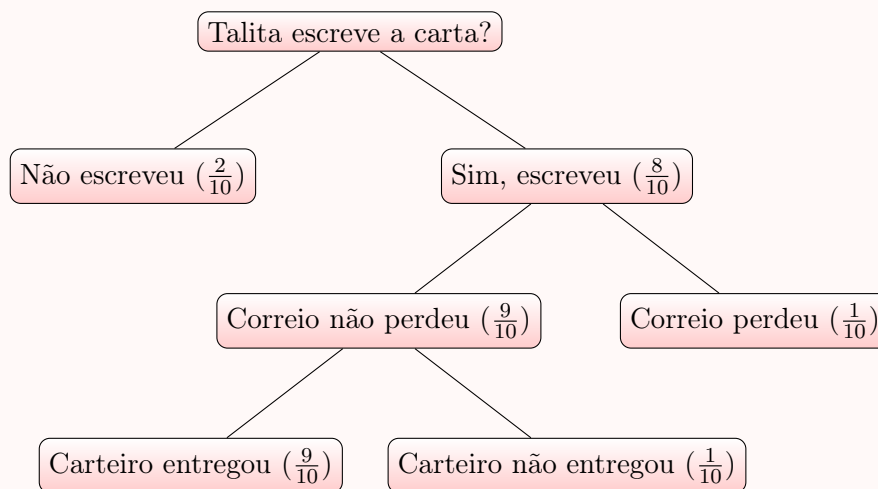 Talita escreve a carta?
Não escreveu (2/10)
Sim, escreveu (8/10)
Correio não perdeu (9/10)
Correio perdeu (1/10)
Carteiro entregou (9/10)
Carteiro não entregou (1/10)